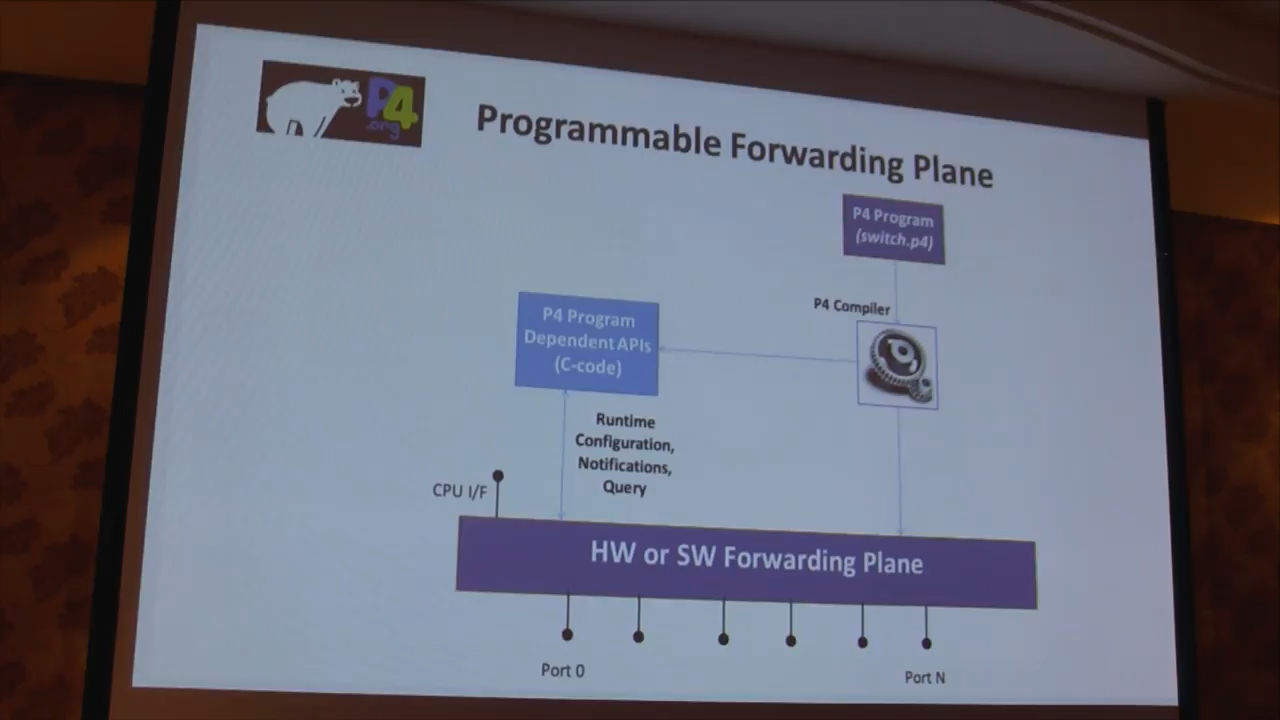 P4
.org
Programmable Forwarding Plane
P4 Program
(switch.p4)
P4 Compiler
P4 Program
Dependent APIs
(C-code)
Runtime
Configuration,
Notifications,
Query
CPU I/F
HW or SW Forwarding Plane
Port 0
Port N